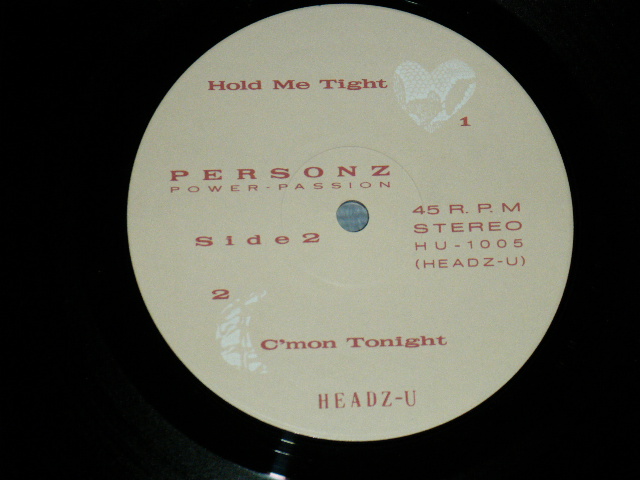 Hold Me Tight
1
PERSONZ
POWER-PASSION
45 R.P.M
STEREO
Side 2
HU-1005
(HEADZ-U)
2
C'mon Tonight
HEADZ-U